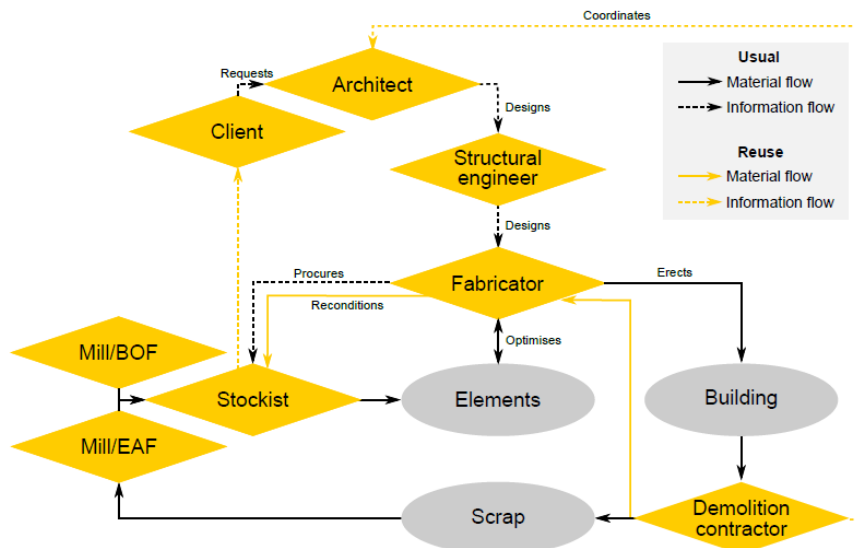 Coordinates
Usual
Material flow
Information flow
Reuse
Material flow
Information flow
Requests
Architect
Designs
Client
Structural
engineer
Designs
Procures
Fabricator
Erects
Reconditions
Optimises
Mill/BOF
Stockist
Elements
Building
Mill/EAF
Scrap
Demolition
contractor